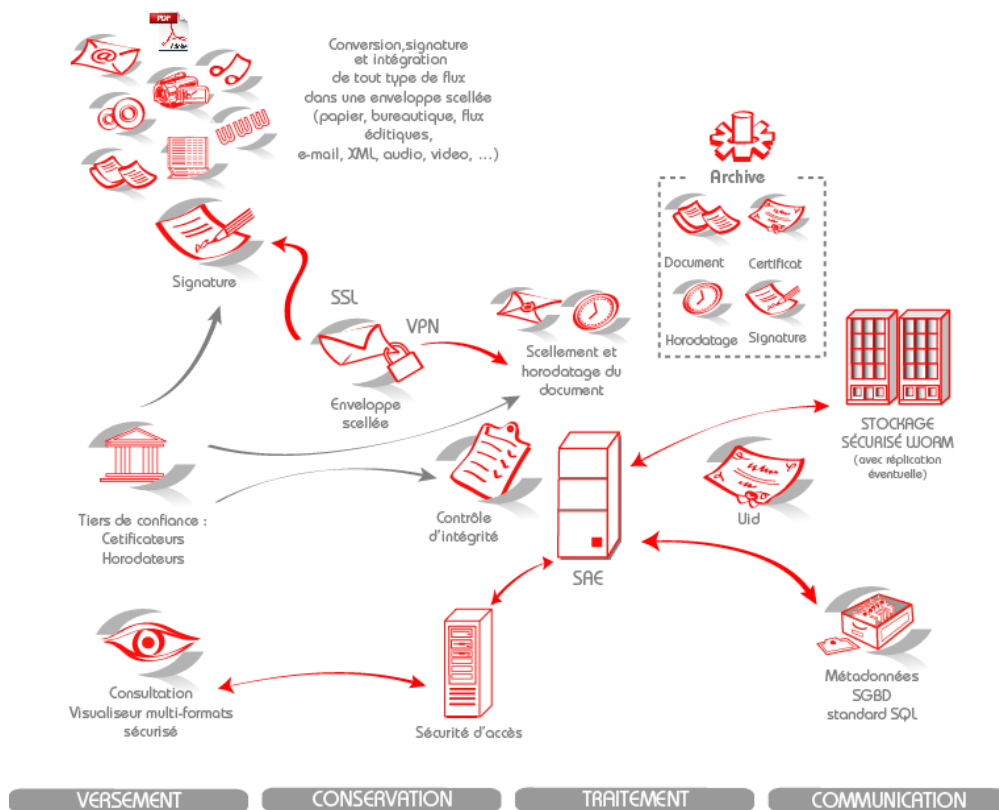 PDF
Adobe
Conversion,signature
et intégration
de tout type de flux
dans une enveloppe scellée
(papier, bureautique, flux
éditiques,
e-mail, XML, audio, video, ...)
Archive
Document
Certificat
Horodatage
Signature
Signature
SSL
VPN
Enveloppe
scellée
Scellement et
horodatage du
document
STOCKAGE
SÉCURISÉ WORM
(avec réplication
éventuelle)
Tiers de confiance :
Cetificateurs
Horodateurs
Contrôle
d'intégrité
SAE
Uid
Consultation
Visualiseur multi-formats
sécurisé
Sécurité d'accès
Métadonnées
SGBD
standard SQL
VERSEMENT
CONSERVATION
TRAITEMENT
COMMUNICATION